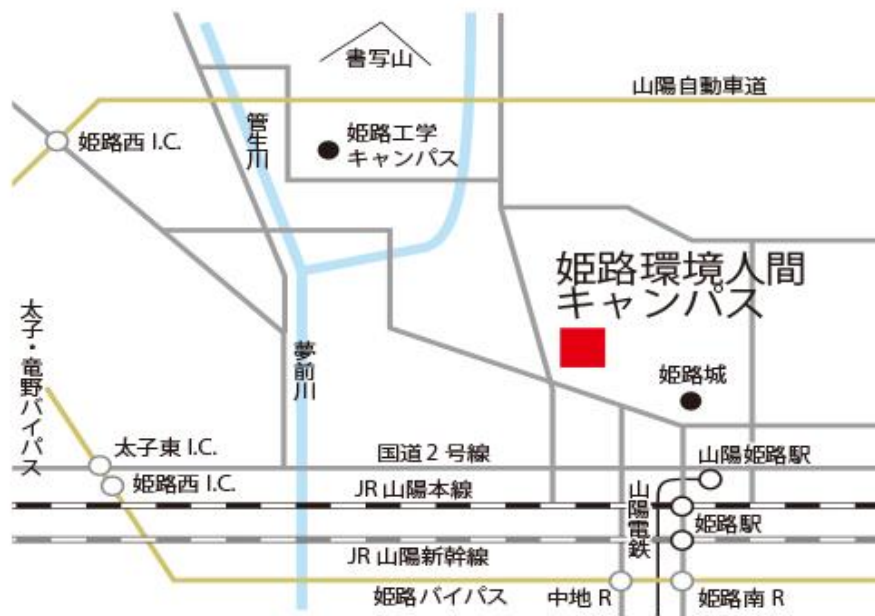 書写山
山陽自動車道
姫路西 I.C.
菅生川
姫路工学
キャンパス
姫路環境人間
キャンパス
太子・竜野バイパス
夢前川
姫路城
太子東 I.C.
国道2号線
山陽姫路駅
姫路西 I.C.
JR 山陽本線
山陽電鉄
姫路駅
JR 山陽新幹線
姫路バイパス
中地 R
姫路南 R